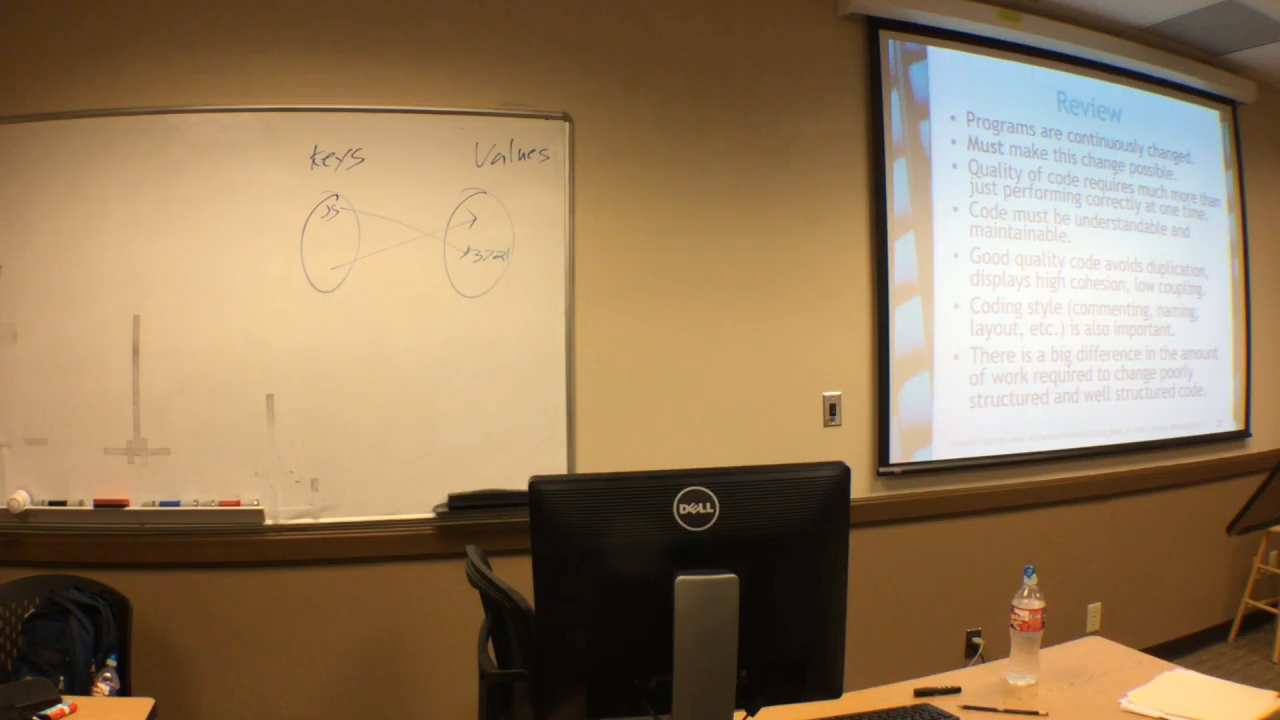 Keys Values
35
3721
Review
• Programs are continuously changed.
• Must make this change possible.
• Quality of code requires much more than
just performing correctly at one time.
• Code must be understandable and
maintainable.
• Good quality code avoids duplication,
displays high cohesion, low coupling.
• Coding style (commenting, naming,
layout, etc.) is also important.
• There is a big difference in the amount
of work required to change poorly
structured and well structured code.
DELL